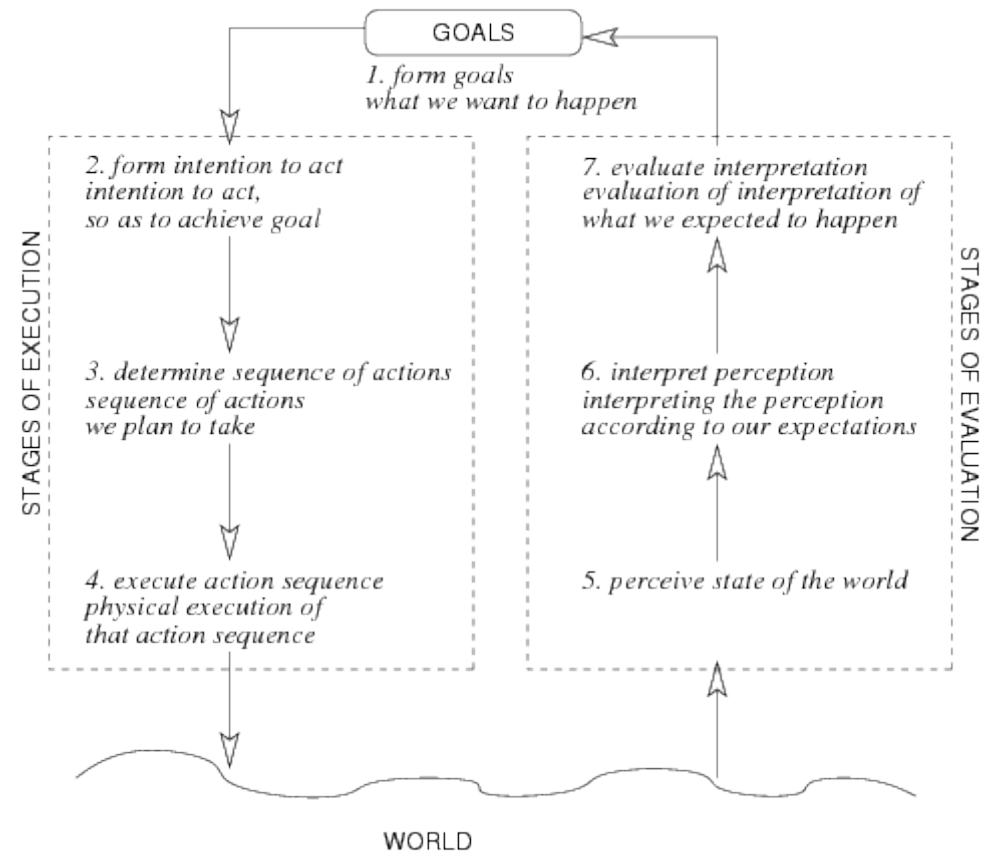 GOALS
1. form goals
what we want to happen
STAGES OF EXECUTION
2. form intention to act
intention to act,
so as to achieve goal
3. determine sequence of actions
sequence of actions
we plan to take
4. execute action sequence
physical execution of
that action sequence
7. evaluate interpretation
evaluation of interpretation of
what we expected to happen
6. interpret perception
interpreting the perception
according to our expectations
5. perceive state of the world
STAGES OF EVALUATION
WORLD